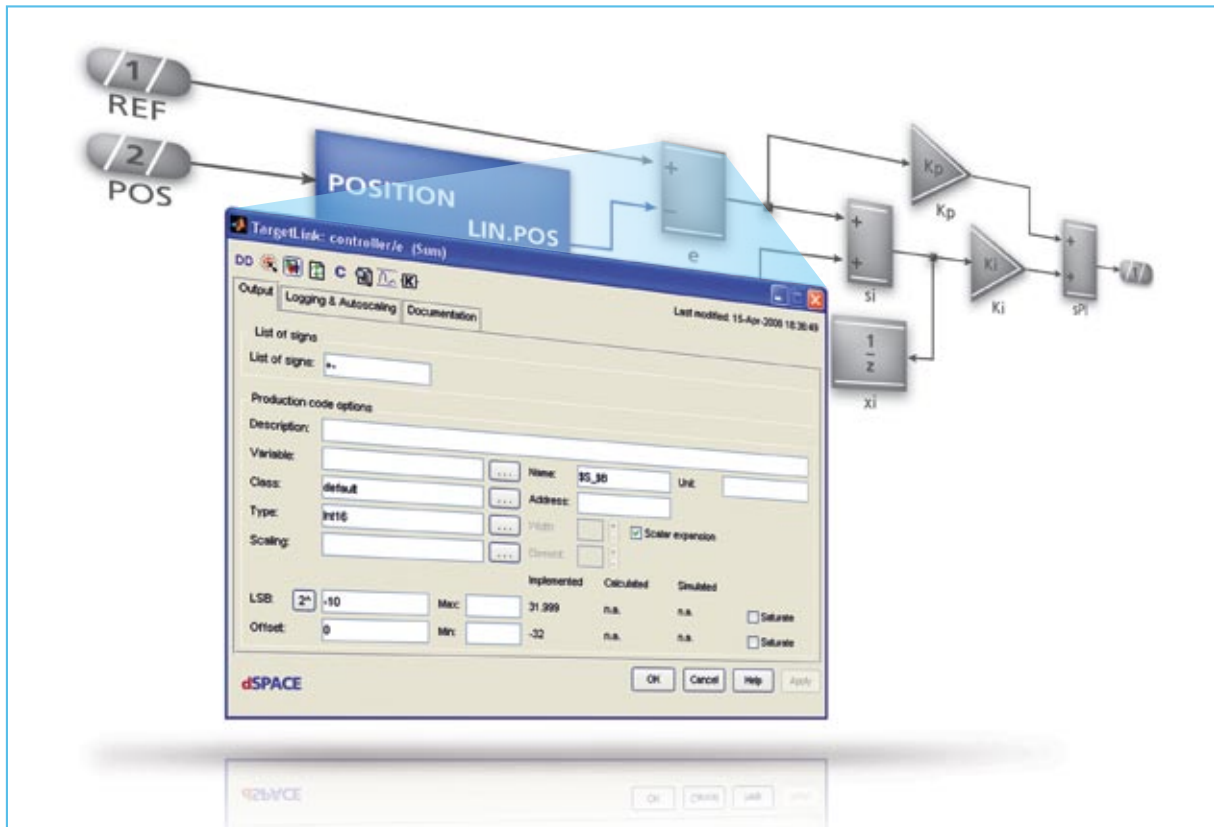 1
REF
2
POS
POSITION
LIN.POS
+
−
e
Kp
Kp
+
+
si
Ki
Ki
+
+
sPI
1
1
z
xi
TargetLink: controller/e (Sum)
DD C {K}
Last modified: 15-Apr-2008 18:36:49
Output Logging & Autoscaling Documentation
List of signs
List of signs: +-
Production code options
Description:
Variable: ... Name: $S_$B Unit:
Class: default ... Address:
Type: Int16 ... Width: Scalar expansion
Scaling: ... Element:
Implemented Calculated Simulated
LSB: 2^ -10 Max: 31.999 n.a. n.a. Saturate
Offset: 0 Min: -32 n.a. n.a. Saturate
dSPACE OK Cancel Help Apply